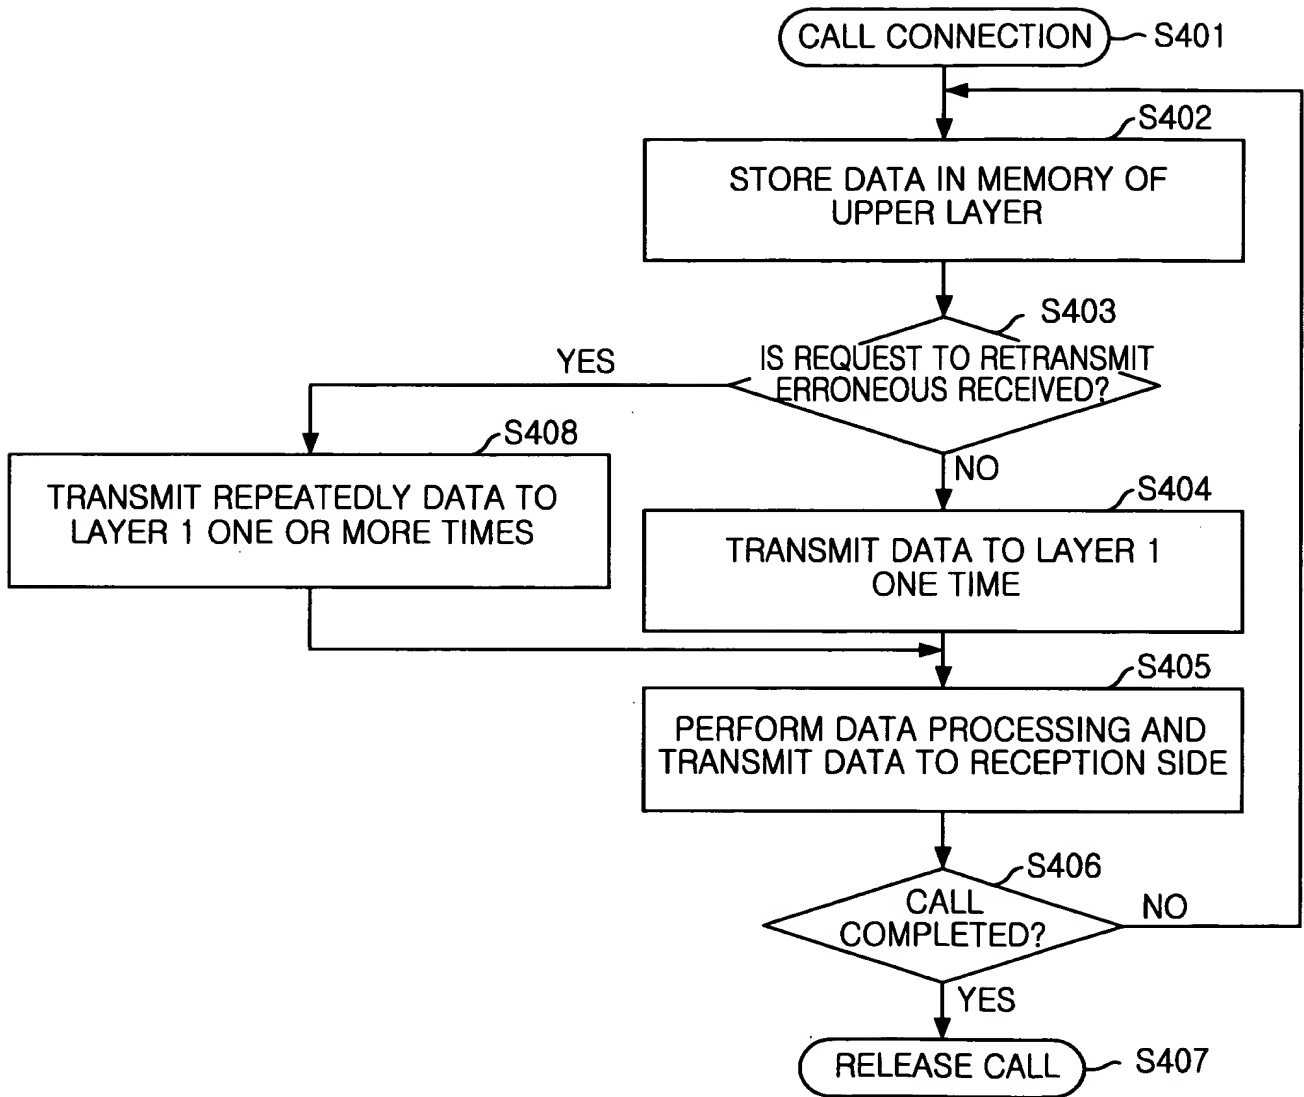 CALL CONNECTION
S401
S402
STORE DATA IN MEMORY OF
UPPER LAYER
S403
IS REQUEST TO RETRANSMIT
ERRONEOUS RECEIVED?
YES
NO
S408
TRANSMIT REPEATEDLY DATA TO
LAYER 1 ONE OR MORE TIMES
S404
TRANSMIT DATA TO LAYER 1
ONE TIME
S405
PERFORM DATA PROCESSING AND
TRANSMIT DATA TO RECEPTION SIDE
S406
CALL
COMPLETED?
NO
YES
RELEASE CALL
S407